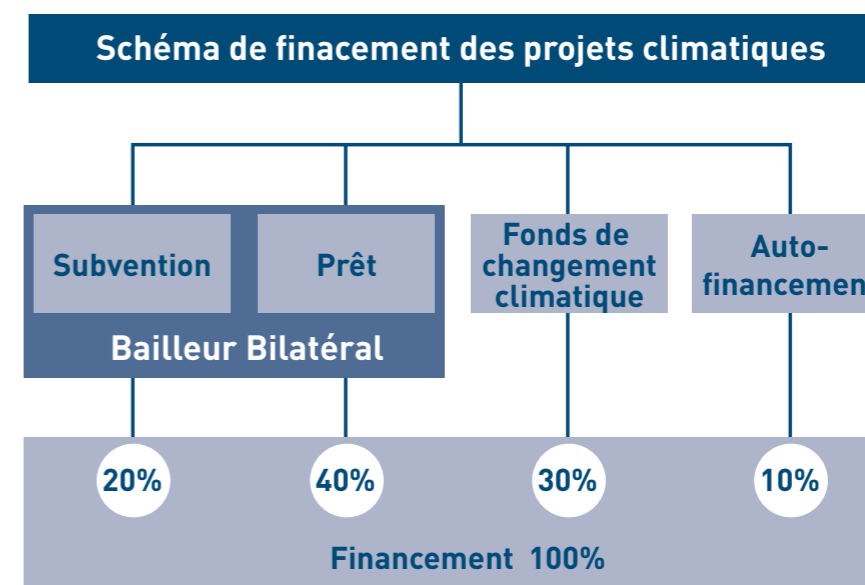 Schéma de finacement des projets climatiques
Subvention
Prêt
Fonds de
changement
climatique
Auto-
financemen
Bailleur Bilatéral
20%
40%
30%
10%
Financement 100%